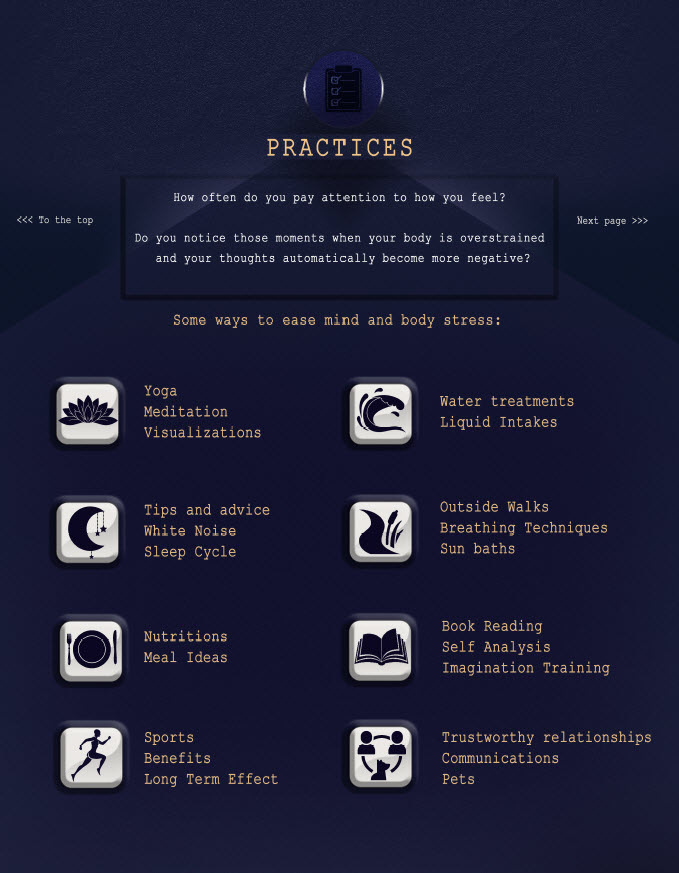 PRACTICES
How often do you pay attention to how you feel?
<<< To the top
Next page >>>
Do you notice those moments when your body is overstrained
and your thoughts automatically become more negative?
Some ways to ease mind and body stress:
Yoga
Meditation
Visualizations
Water treatments
Liquid Intakes
Tips and advice
White Noise
Sleep Cycle
Outside Walks
Breathing Techniques
Sun baths
Nutritions
Meal Ideas
Book Reading
Self Analysis
Imagination Training
Sports
Benefits
Long Term Effect
Trustworthy relationships
Communications
Pets